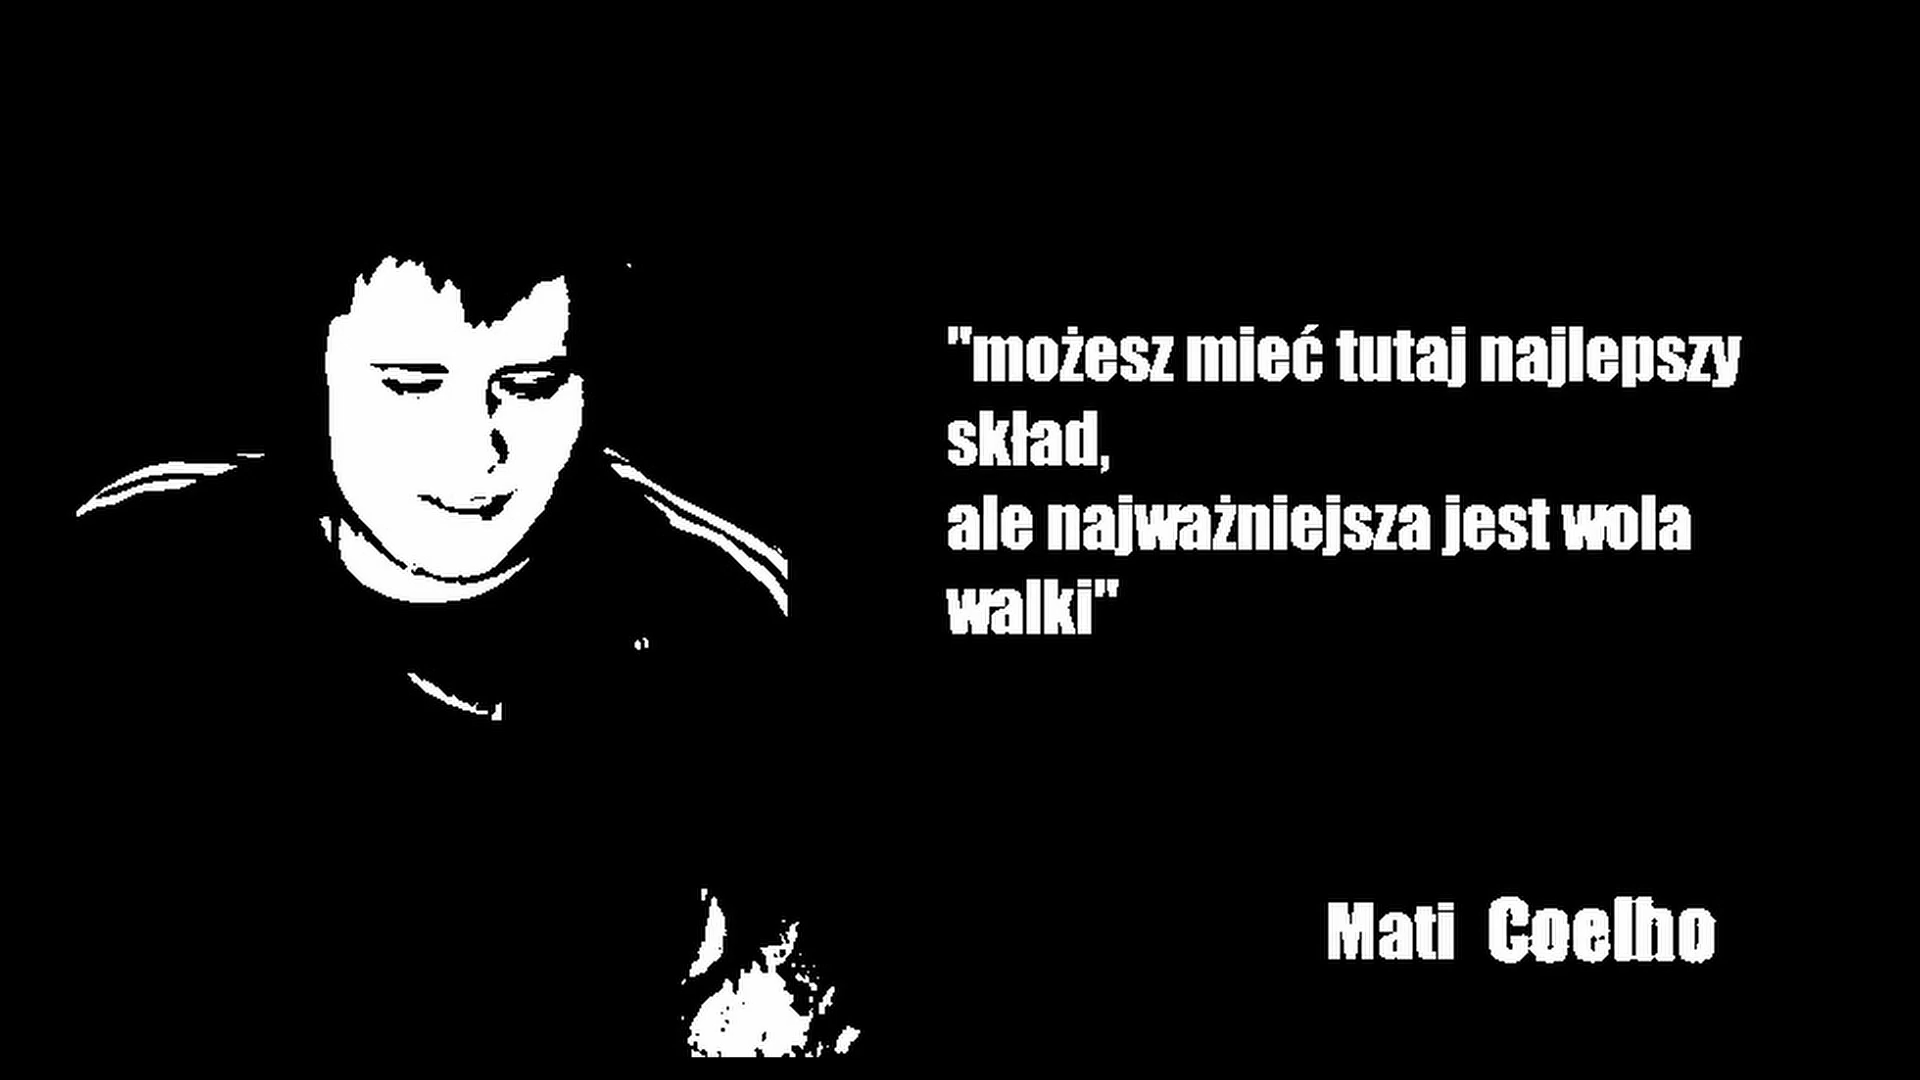 "możesz mieć tutaj najlepszy
skład,
ale najważniejsza jest wola
walki"
Mati Coelho